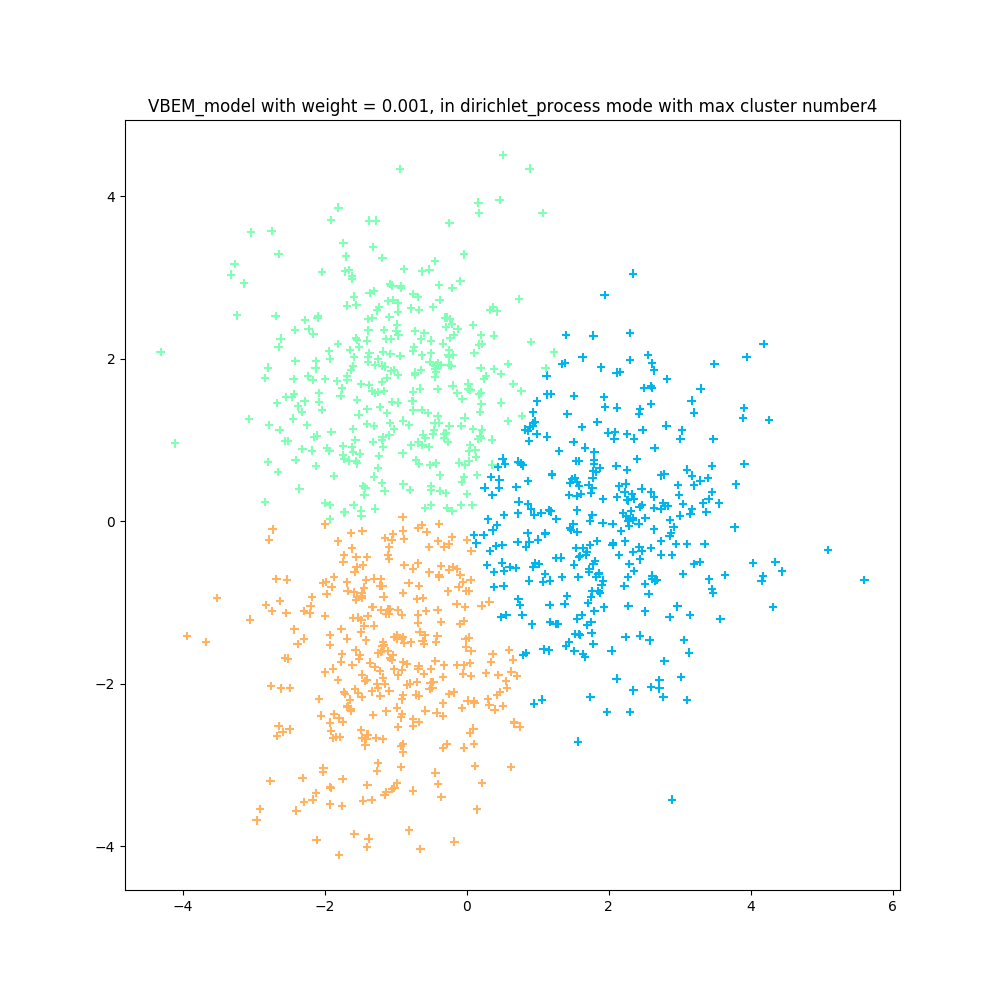 VBEM_model with weight = 0.001, in dirichlet_process mode with max cluster number4
4
2
0
−2
−4
−4 −2 0 2 4 6